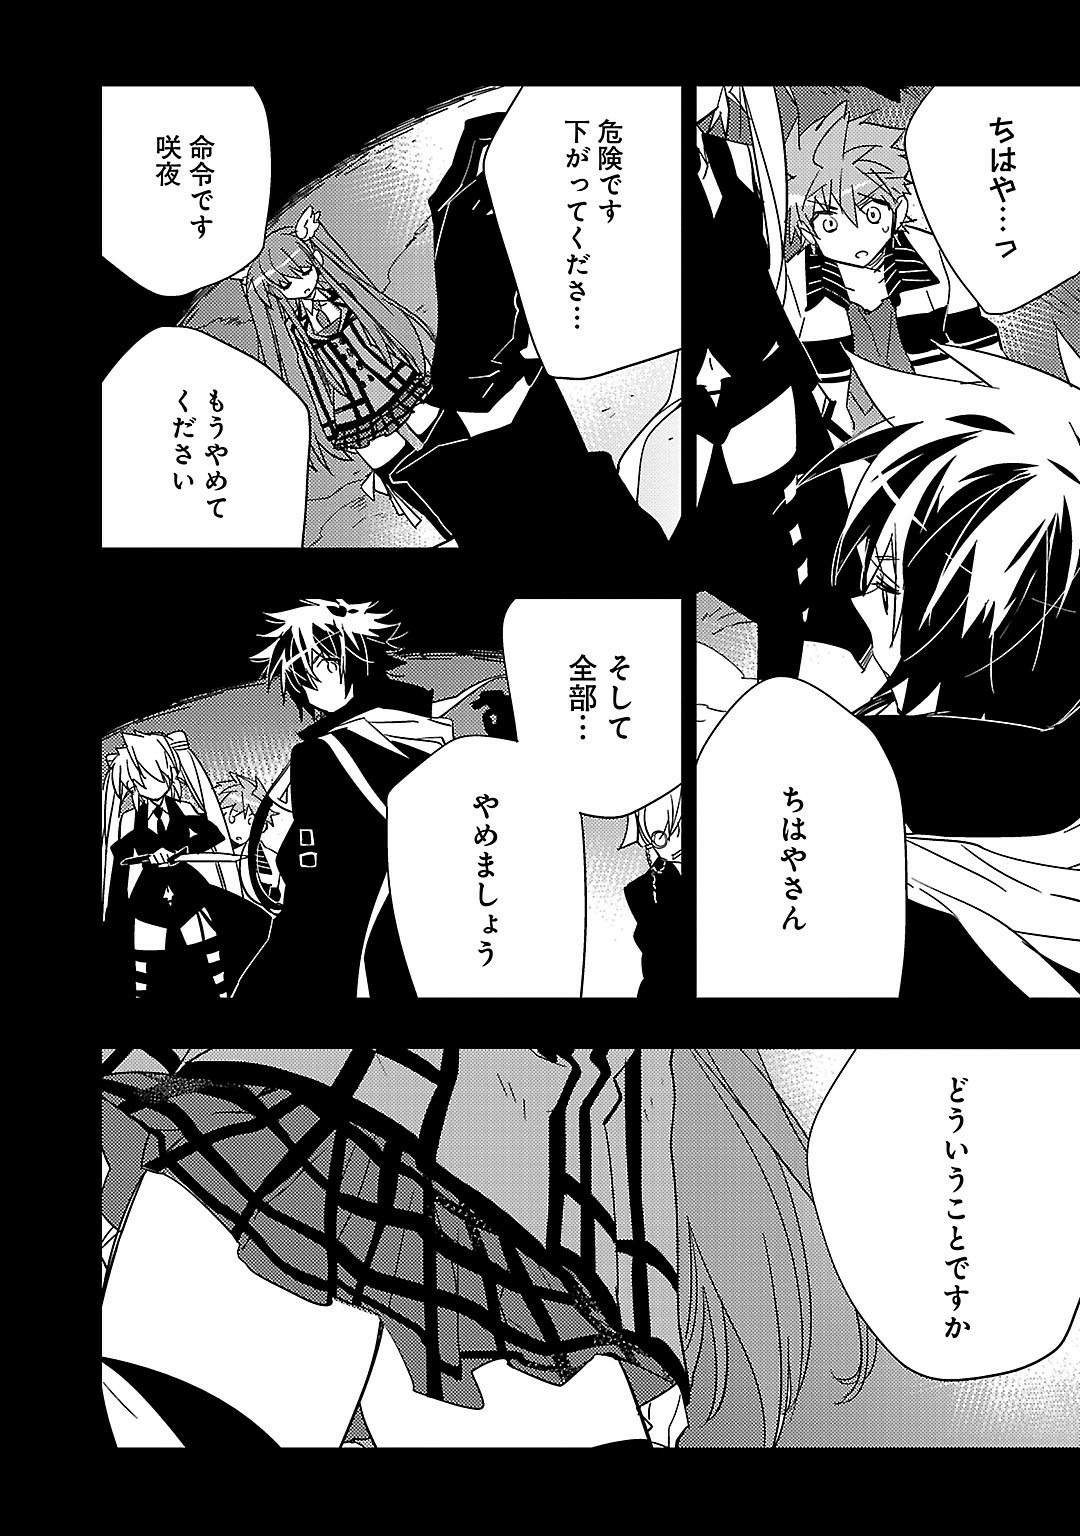 ちはや…っ
危険です
下がってくださ…
命令です
咲夜
もうやめて
ください
ちはやさん
そして
全部…
やめましょう
どういうことですか